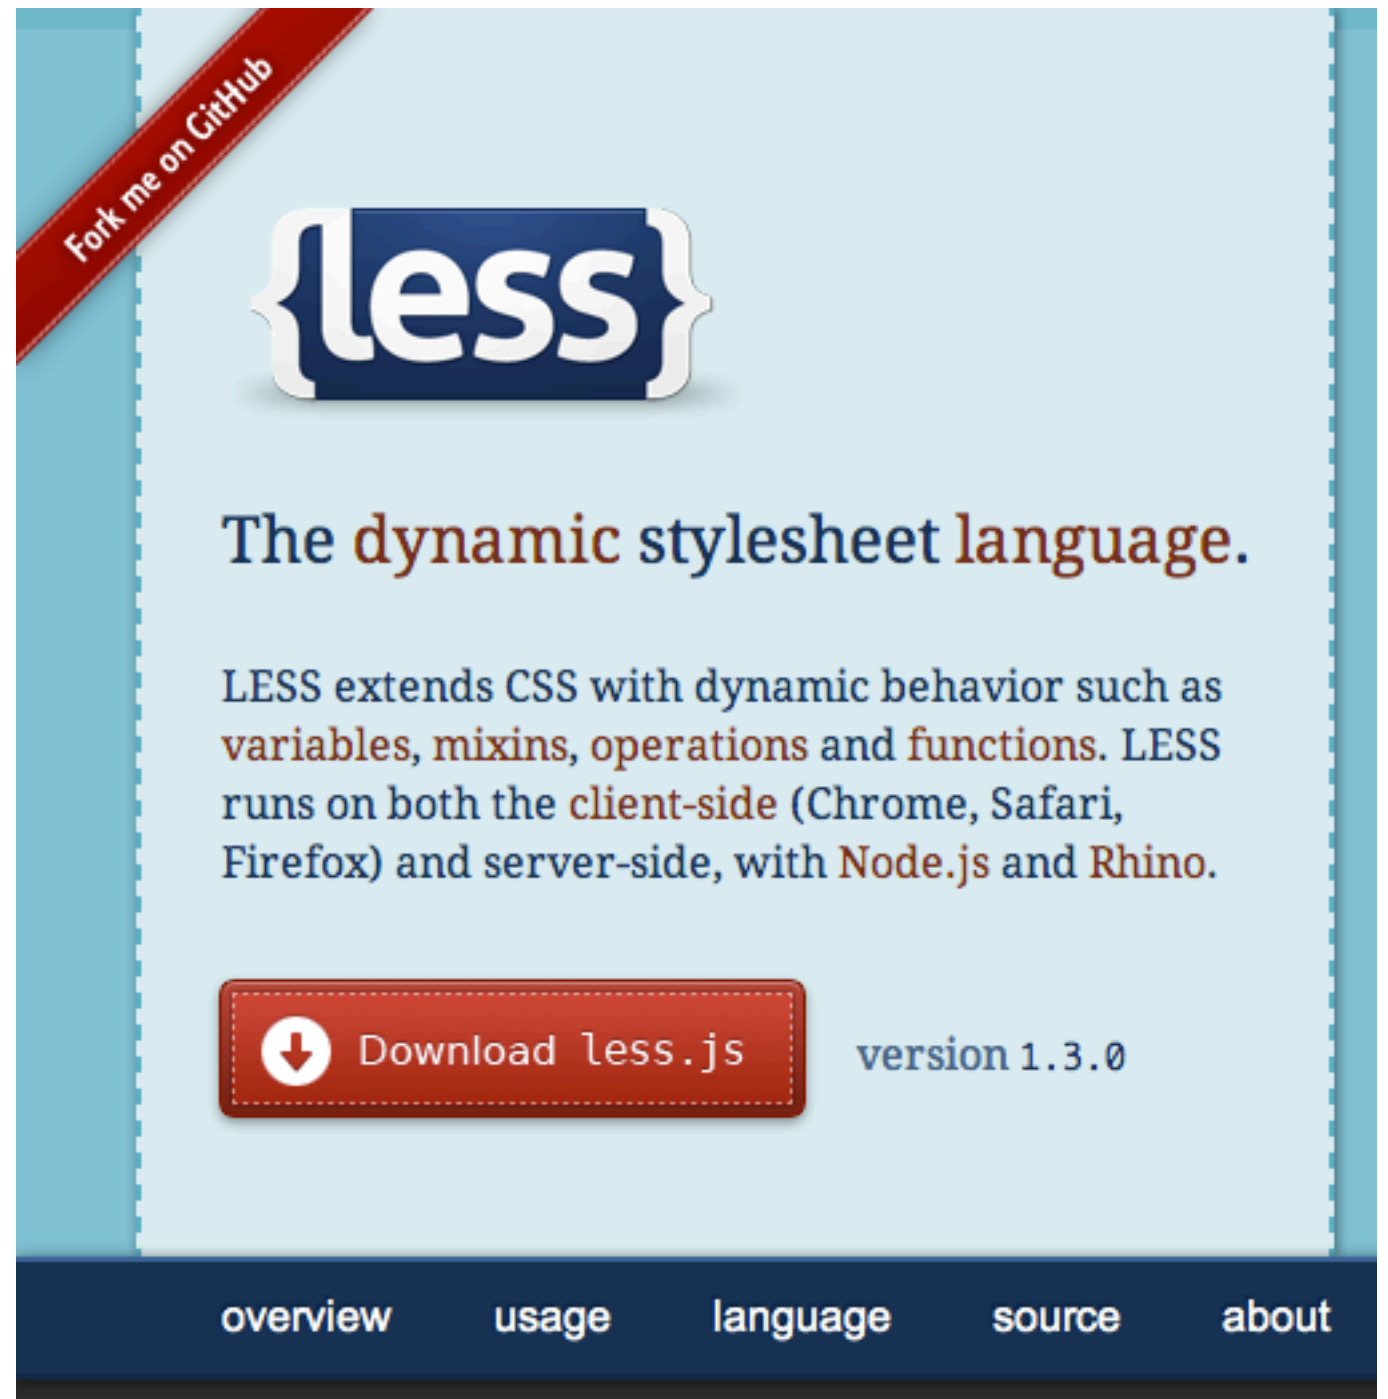 Fork me on GitHub
{less}
The dynamic stylesheet language.
LESS extends CSS with dynamic behavior such as
variables, mixins, operations and functions. LESS
runs on both the client-side (Chrome, Safari,
Firefox) and server-side, with Node.js and Rhino.
Download less.js
version 1.3.0
overview usage language source about